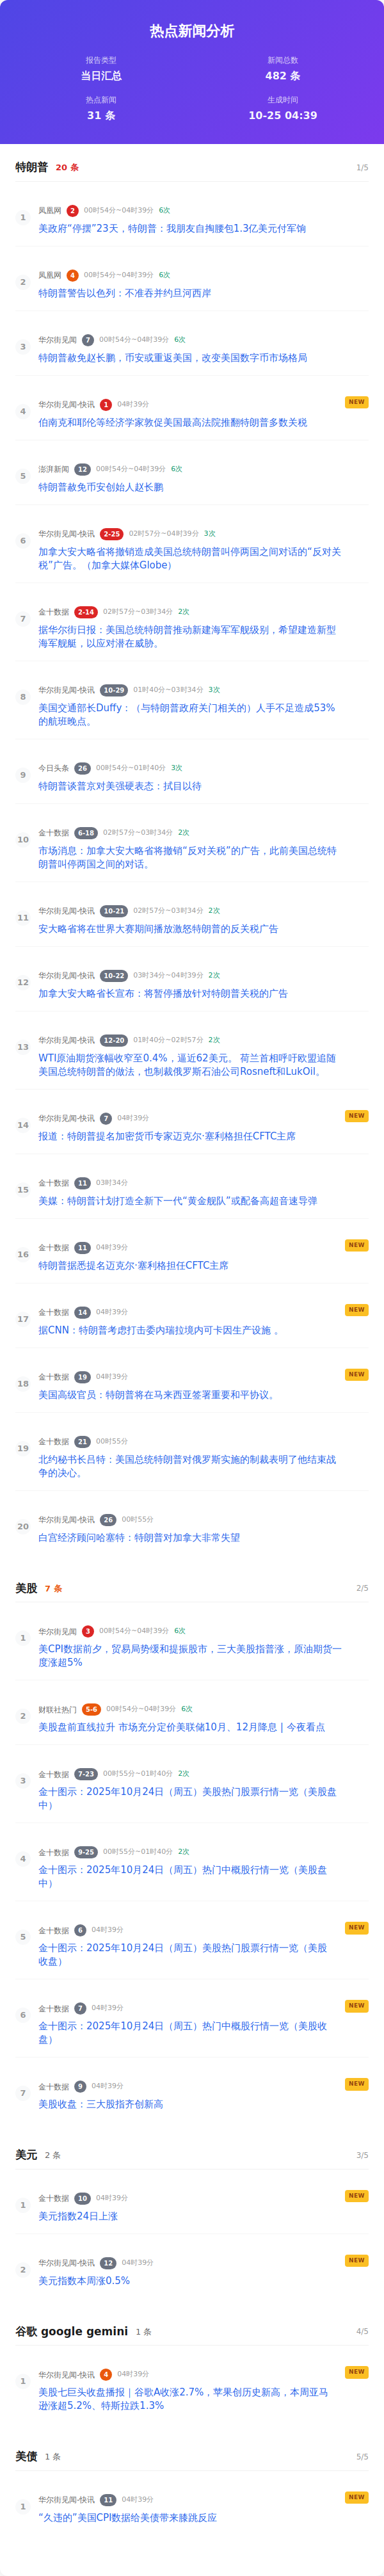 热点新闻分析
报告类型
当日汇总
新闻总数
482 条
热点新闻
31 条
生成时间
10-25 04:39
特朗普 20 条 1/5
1
凤凰网 2 00时54分~04时39分 6次
美政府“停摆”23天，特朗普：我朋友自掏腰包1.3亿美元付军饷
2
凤凰网 4 00时54分~04时39分 6次
特朗普警告以色列：不准吞并约旦河西岸
3
华尔街见闻 7 00时54分~04时39分 6次
特朗普赦免赵长鹏，币安或重返美国，改变美国数字币市场格局
4
华尔街见闻-快讯 1 04时39分 NEW
伯南克和耶伦等经济学家敦促美国最高法院推翻特朗普多数关税
5
澎湃新闻 12 00时54分~04时39分 6次
特朗普赦免币安创始人赵长鹏
6
华尔街见闻-快讯 2-25 02时57分~04时39分 3次
加拿大安大略省将撤销造成美国总统特朗普叫停两国之间对话的“反对关
税”广告。（加拿大媒体Globe）
7
金十数据 2-14 02时57分~03时34分 2次
据华尔街日报：美国总统特朗普推动新建海军军舰级别，希望建造新型
海军舰艇，以应对潜在威胁。
8
华尔街见闻-快讯 10-29 01时40分~03时34分 3次
美国交通部长Duffy：（与特朗普政府关门相关的）人手不足造成53%
的航班晚点。
9
今日头条 26 00时54分~01时40分 3次
特朗普谈普京对美强硬表态：拭目以待
10
金十数据 6-18 02时57分~03时34分 2次
市场消息：加拿大安大略省将撤销“反对关税”的广告，此前美国总统特
朗普叫停两国之间的对话。
11
华尔街见闻-快讯 10-21 02时57分~03时34分 2次
安大略省将在世界大赛期间播放激怒特朗普的反关税广告
12
华尔街见闻-快讯 10-22 03时34分~04时39分 2次
加拿大安大略省长宣布：将暂停播放针对特朗普关税的广告
13
华尔街见闻-快讯 12-20 01时40分~02时57分 2次
WTI原油期货涨幅收窄至0.4%，逼近62美元。 荷兰首相呼吁欧盟追随
美国总统特朗普的做法，也制裁俄罗斯石油公司Rosneft和LukOil。
14
华尔街见闻-快讯 7 04时39分 NEW
报道：特朗普提名加密货币专家迈克尔·塞利格担任CFTC主席
15
金十数据 11 03时34分
美媒：特朗普计划打造全新下一代“黄金舰队”或配备高超音速导弹
16
金十数据 11 04时39分 NEW
特朗普据悉提名迈克尔·塞利格担任CFTC主席
17
金十数据 14 04时39分 NEW
据CNN：特朗普考虑打击委内瑞拉境内可卡因生产设施 。
18
金十数据 19 04时39分 NEW
美国高级官员：特朗普将在马来西亚签署重要和平协议。
19
金十数据 21 00时55分
北约秘书长吕特：美国总统特朗普对俄罗斯实施的制裁表明了他结束战
争的决心。
20
华尔街见闻-快讯 26 00时55分
白宫经济顾问哈塞特：特朗普对加拿大非常失望
美股 7 条 2/5
1
华尔街见闻 3 00时54分~04时39分 6次
美CPI数据前夕，贸易局势缓和提振股市，三大美股指普涨，原油期货一
度涨超5%
2
财联社热门 5-6 00时54分~04时39分 6次
美股盘前直线拉升 市场充分定价美联储10月、12月降息 | 今夜看点
3
金十数据 7-23 00时55分~01时40分 2次
金十图示：2025年10月24日（周五）美股热门股票行情一览（美股盘
中）
4
金十数据 9-25 00时55分~01时40分 2次
金十图示：2025年10月24日（周五）热门中概股行情一览（美股盘
中）
5
金十数据 6 04时39分 NEW
金十图示：2025年10月24日（周五）美股热门股票行情一览（美股
收盘）
6
金十数据 7 04时39分 NEW
金十图示：2025年10月24日（周五）热门中概股行情一览（美股收
盘）
7
金十数据 9 04时39分 NEW
美股收盘：三大股指齐创新高
美元 2 条 3/5
1
金十数据 10 04时39分 NEW
美元指数24日上涨
2
华尔街见闻-快讯 12 04时39分 NEW
美元指数本周涨0.5%
谷歌 google gemini 1 条 4/5
1
华尔街见闻-快讯 4 04时39分 NEW
美股七巨头收盘播报｜谷歌A收涨2.7%，苹果创历史新高，本周亚马
逊涨超5.2%、特斯拉跌1.3%
美债 1 条 5/5
1
华尔街见闻-快讯 11 04时39分 NEW
“久违的”美国CPI数据给美债带来膝跳反应